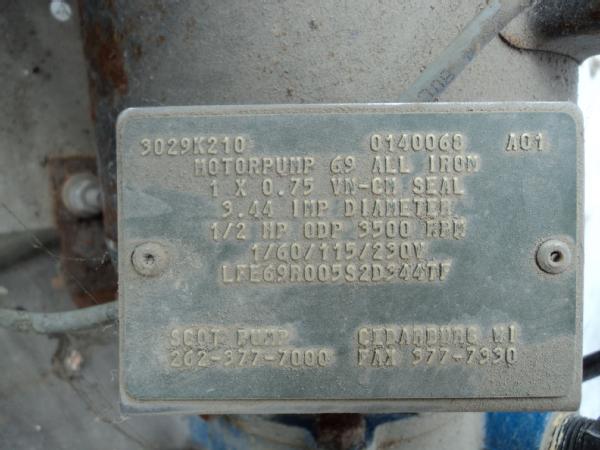 3029K210 0140068 A01
MOTORPUMP 69 ALL IRON
1 X 0.75 VN-CM SEAL
3.44 IMP DIAMETER
1/2 HP ODP 3500 RPM
1/60/115/230V
LFE69R005S2D344TF
SCOT PUMP CEDARBURG WI
262-377-7000 FAX 377-7330